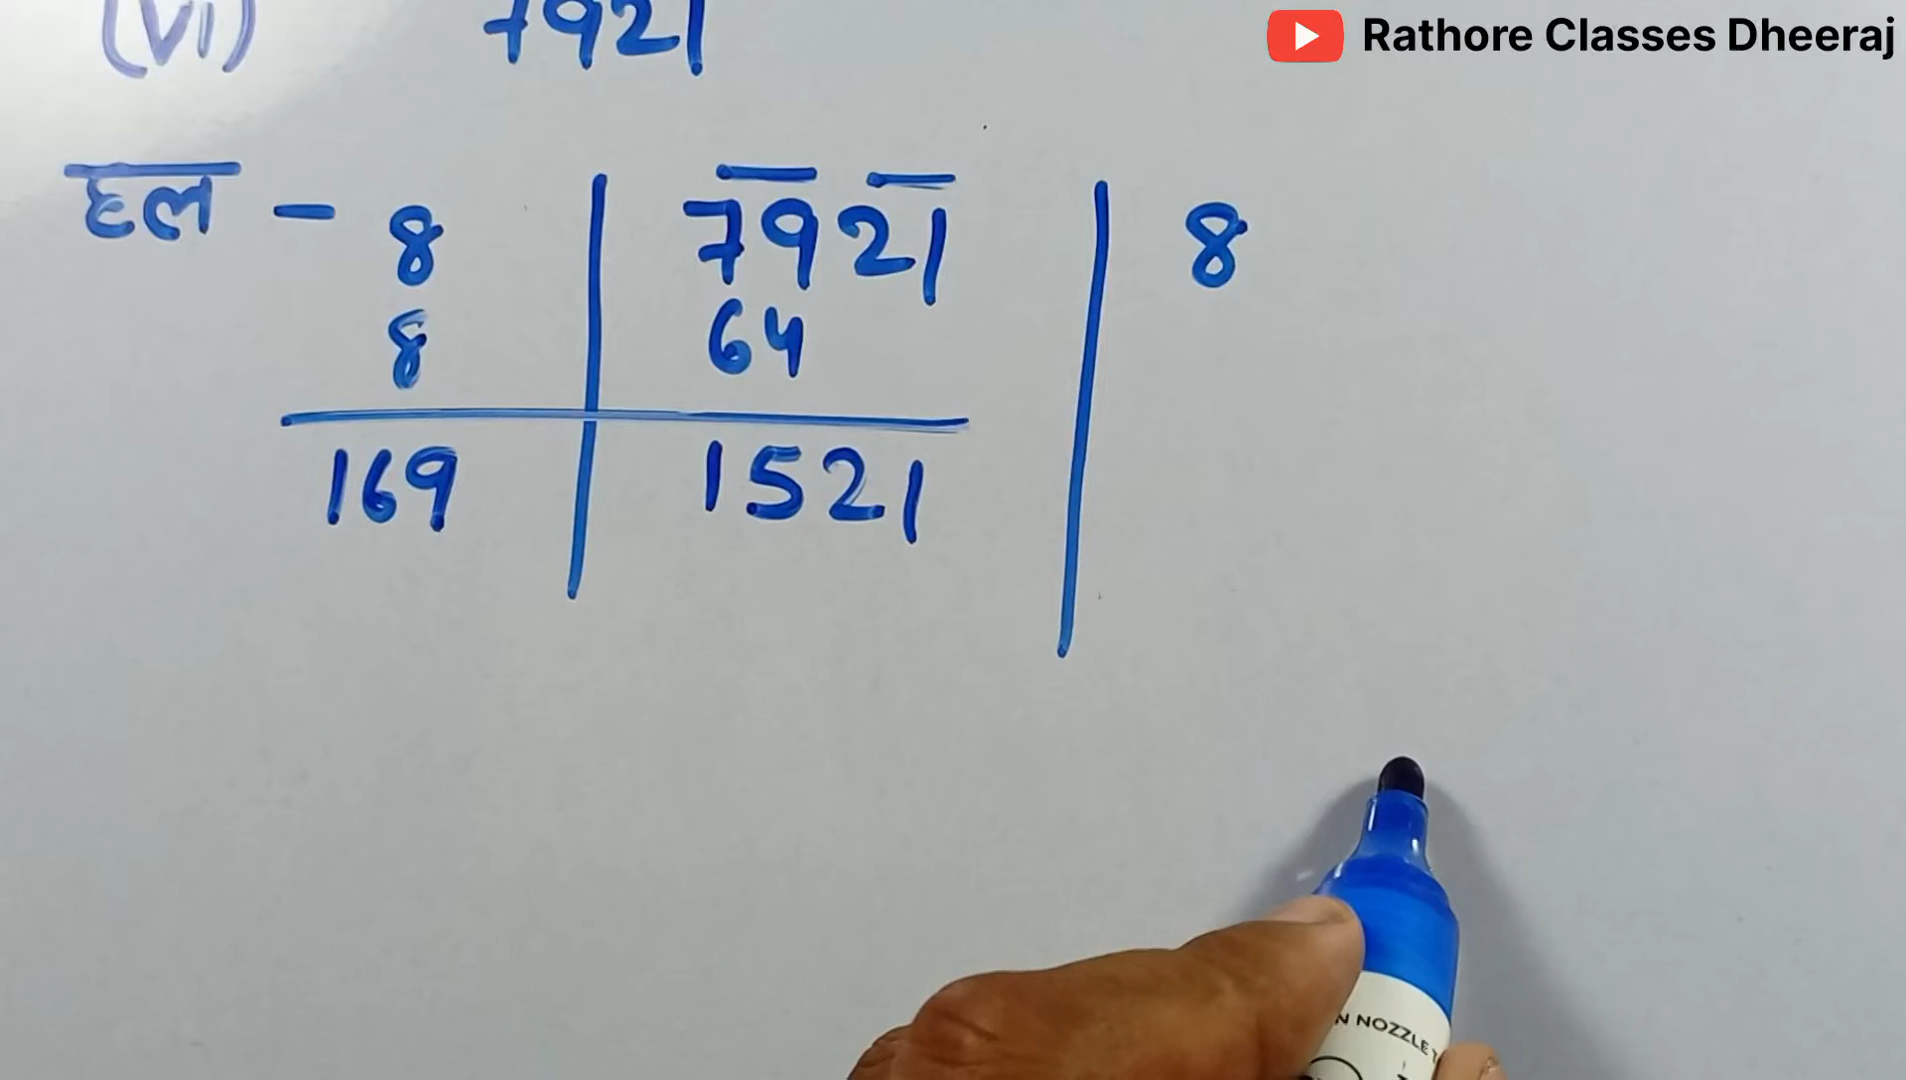 Rathore Classes Dheeraj
(vi) 7921
हल - 8 7921 8
8 64
169 1521
N NOZZLE